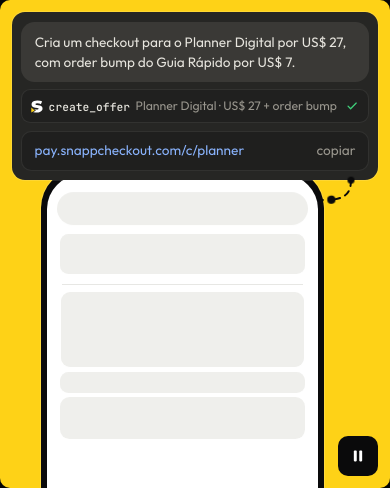 Cria um checkout para o Planner Digital por US$ 27,
com order bump do Guia Rápido por US$ 7.
create_offer Planner Digital · US$ 27 + order bump
pay.snappcheckout.com/c/planner copiar